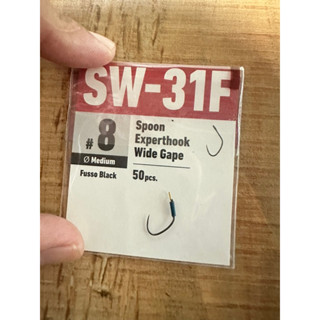 SW-31F
#8
Spoon
Experthook
Wide Gape
Ø Medium
Fusso Black
50pcs.